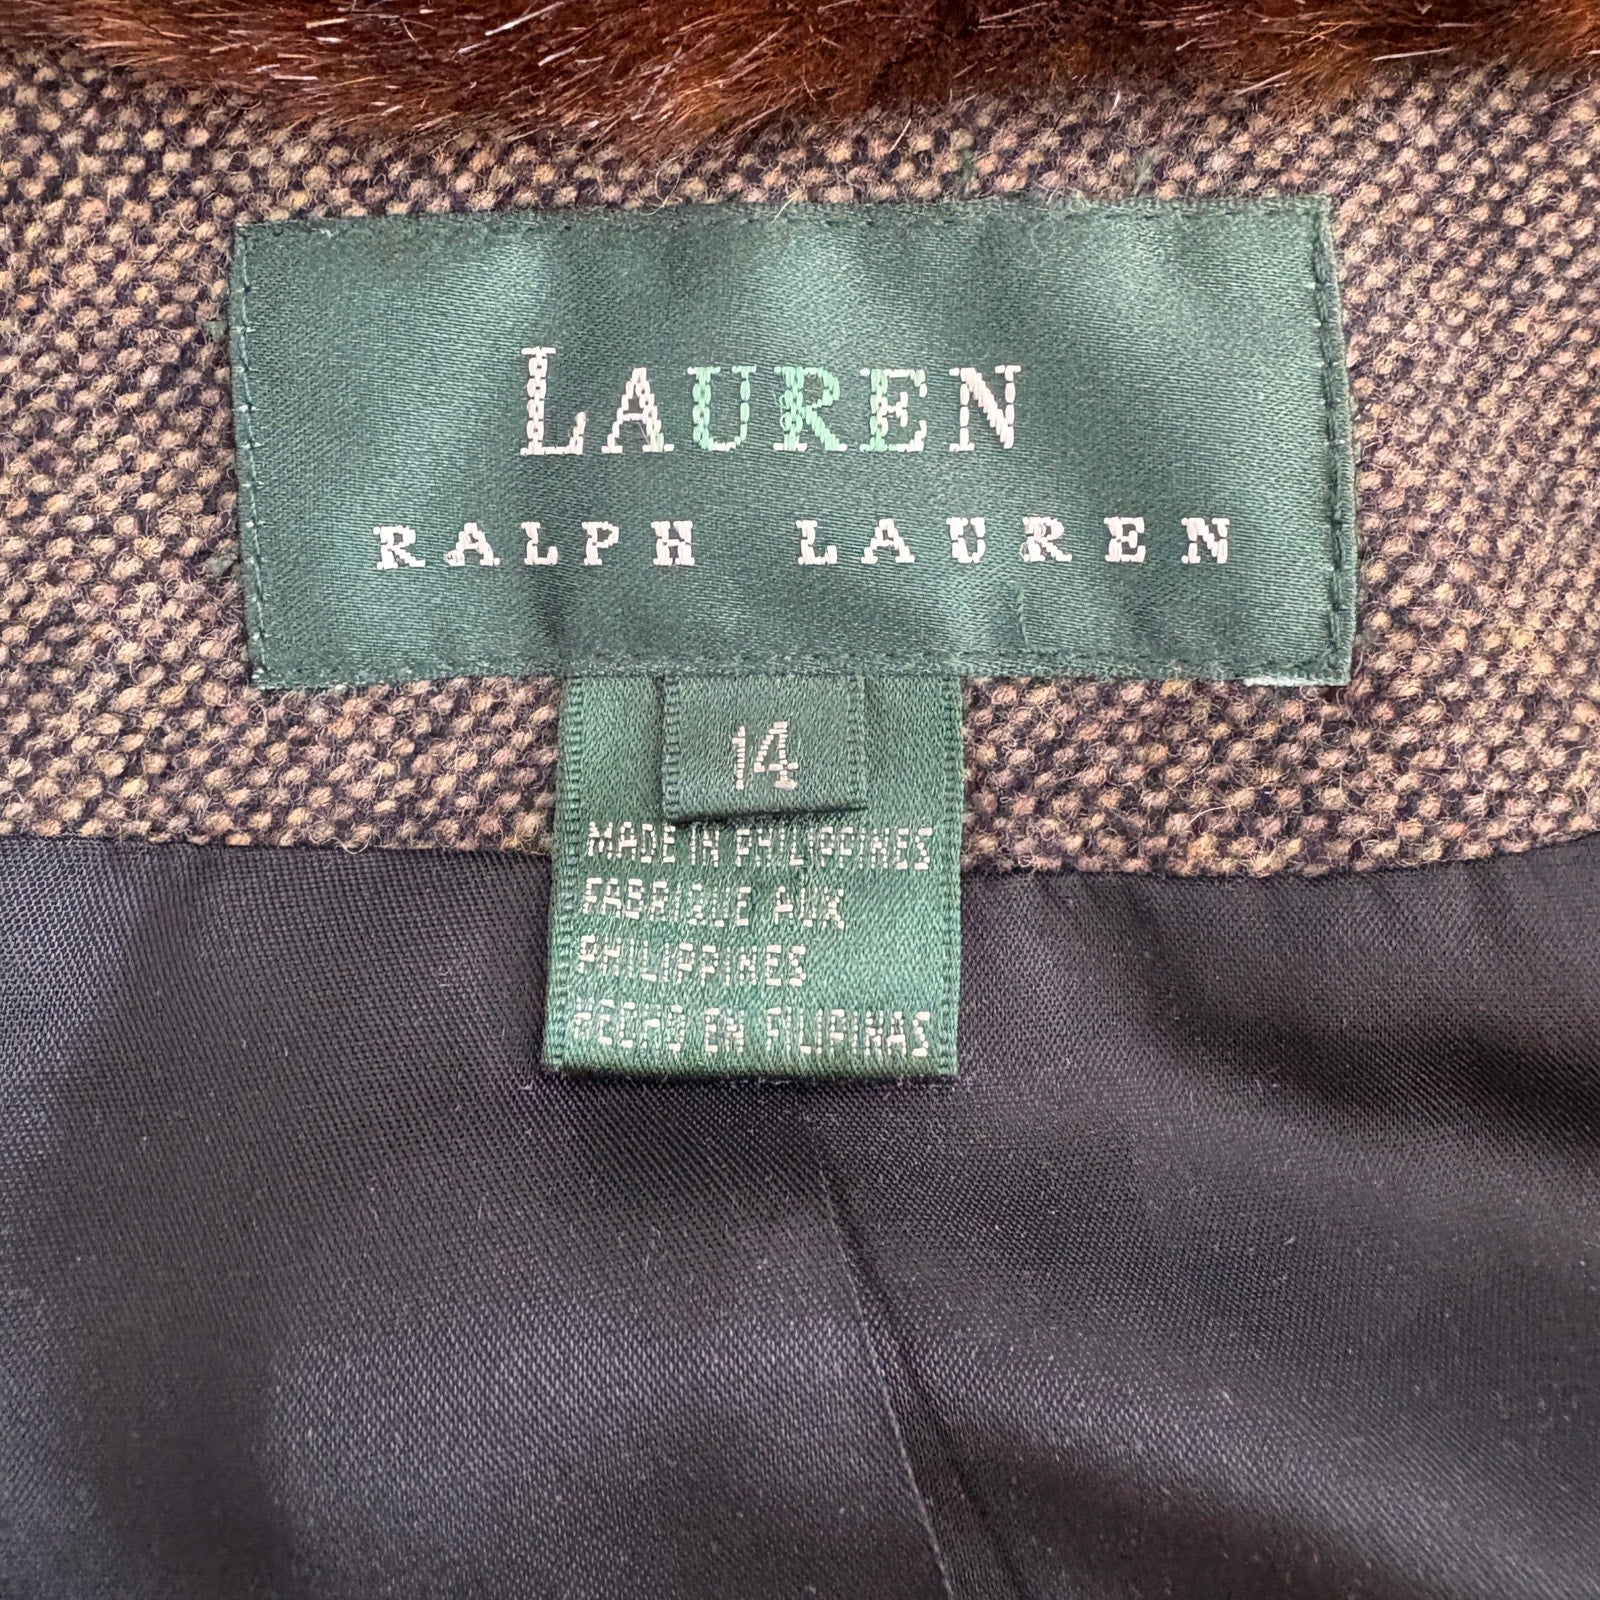 LAUREN
RALPH LAUREN
14
MADE IN PHILIPPINES
FABRIQUE AUX
PHILIPPINES
HECHO EN FILIPINAS